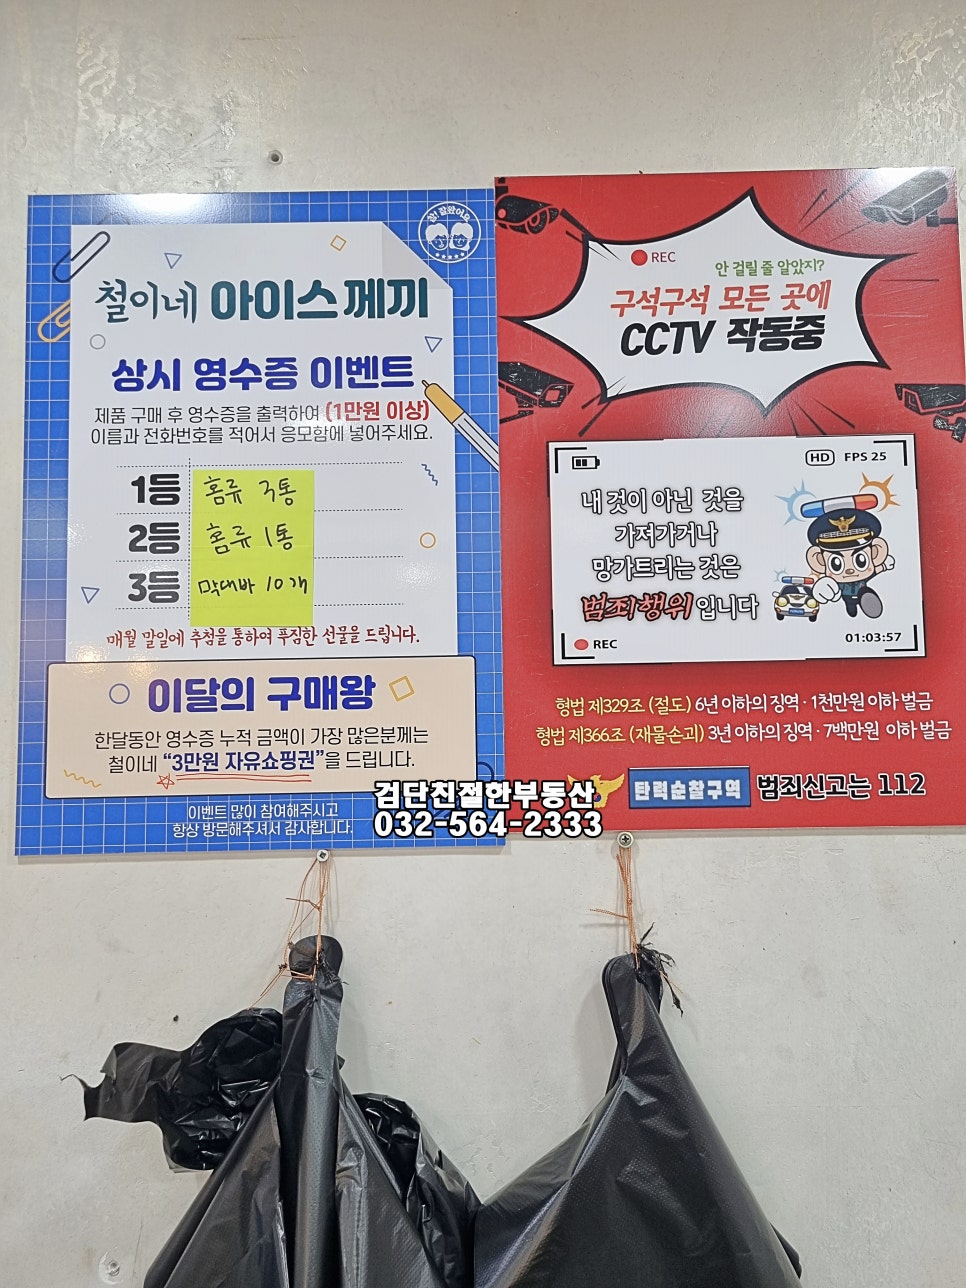 참! 잘왔어요
철이네 아이스께끼
상시 영수증 이벤트
제품 구매 후 영수증을 출력하여 (1만원 이상)
이름과 전화번호를 적어서 응모함에 넣어주세요.
1등 홈류 3통
2등 홈류 1통
3등 막대바 10개
매월 말일에 추첨을 통하여 푸짐한 선물을 드립니다.
이달의 구매왕
한달동안 영수증 누적 금액이 가장 많은분께는
철이네 "3만원 자유쇼핑권"을 드립니다.
이벤트 많이 참여해주시고
항상 방문해주셔서 감사합니다.
REC
안 걸릴 줄 알았지?
구석구석 모든 곳에
CCTV 작동중
HD FPS 25
내 것이 아닌 것을
가져가거나
망가트리는 것은
범죄행위입니다
REC
01:03:57
형법 제329조 (절도) 6년 이하의 징역 · 1천만원 이하 벌금
형법 제366조 (재물손괴) 3년 이하의 징역 · 7백만원 이하 벌금
탄력순찰구역 범죄신고는 112
검단친절한부동산
032-564-2333